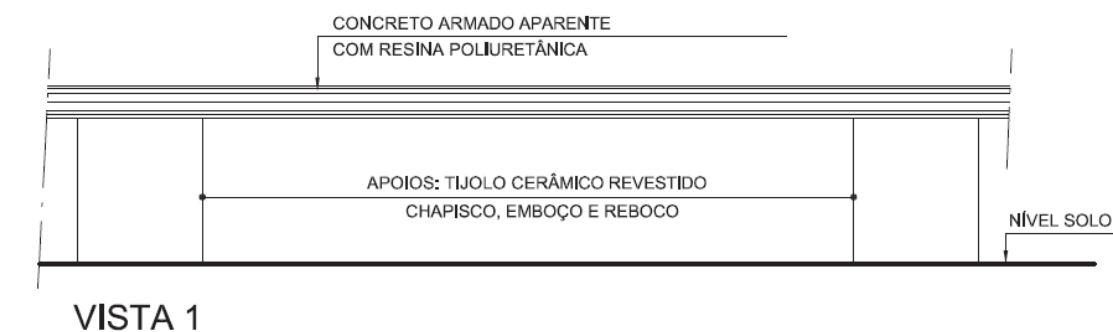 CONCRETO ARMADO APARENTE
COM RESINA POLIURETÂNICA
APOIOS: TIJOLO CERÂMICO REVESTIDO
CHAPISCO, EMBOÇO E REBOCO
NÍVEL SOLO
VISTA 1